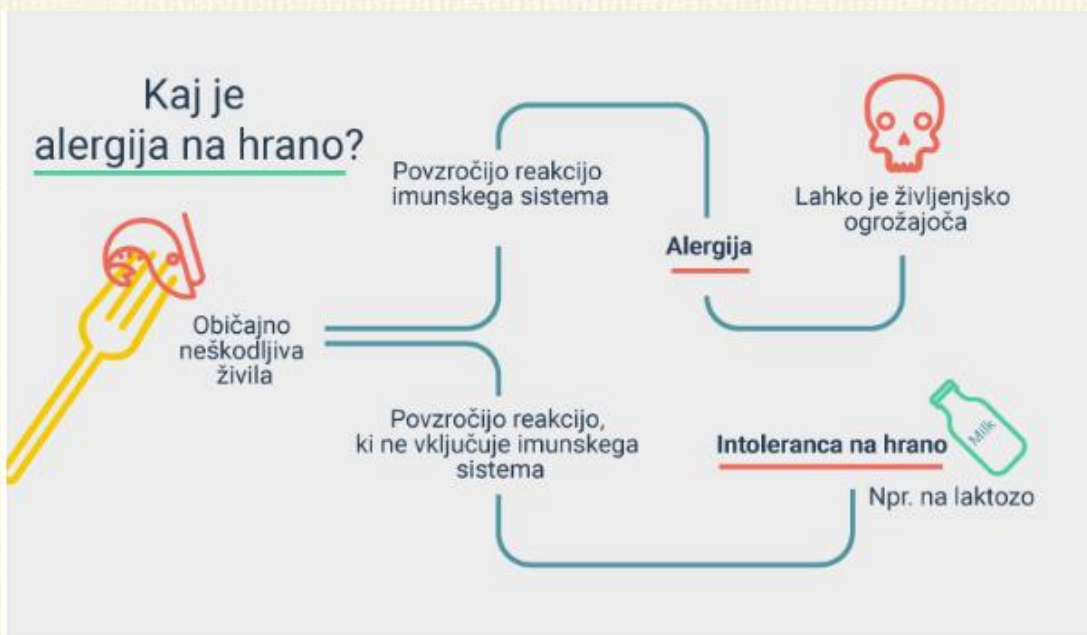 Kaj je
alergija na hrano?
Običajno
neškodljiva
živila
Povzročijo reakcijo
imunskega sistema
Alergija
Lahko je življenjsko
ogrožajoča
Povzročijo reakcijo,
ki ne vključuje imunskega
sistema
Intoleranca na hrano
Milk
Npr. na laktozo